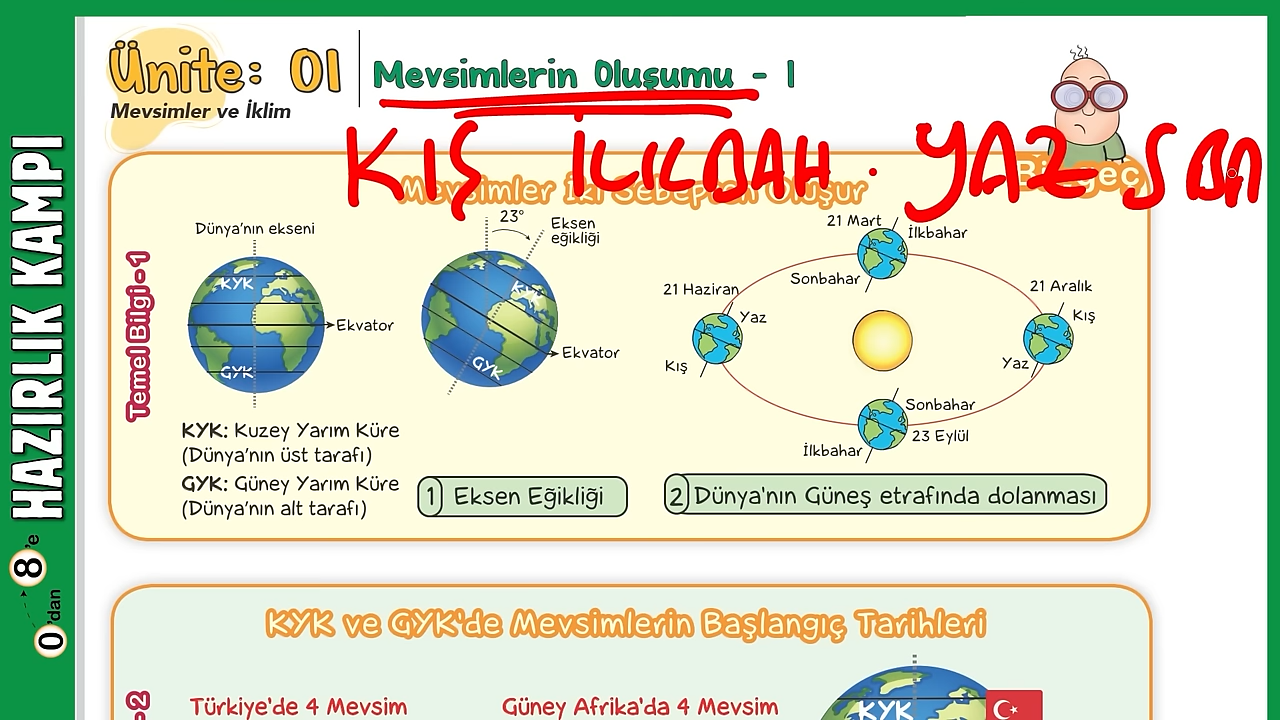 Ünite: 01
Mevsimler ve İklim
Mevsimlerin Oluşumu - 1
KIŞ İLKBAH. YAZ SBA
Mevsimler İki Sebepten Oluşur
HAZIRLIK KAMPI
0'dan 8'e
Temel Bilgi - 1
Dünya'nın ekseni
KYK
GYK
Ekvator
23°
Eksen
eğikliği
KYK
GYK
Ekvator
21 Mart
İlkbahar
Sonbahar
21 Haziran
Yaz
Kış
21 Aralık
Kış
Yaz
Sonbahar
23 Eylül
İlkbahar
KYK: Kuzey Yarım Küre
(Dünya'nın üst tarafı)
GYK: Güney Yarım Küre
(Dünya'nın alt tarafı)
1 Eksen Eğikliği
2 Dünya'nın Güneş etrafında dolanması
KYK ve GYK'de Mevsimlerin Başlangıç Tarihleri
-2
Türkiye'de 4 Mevsim
Güney Afrika'da 4 Mevsim
KYK